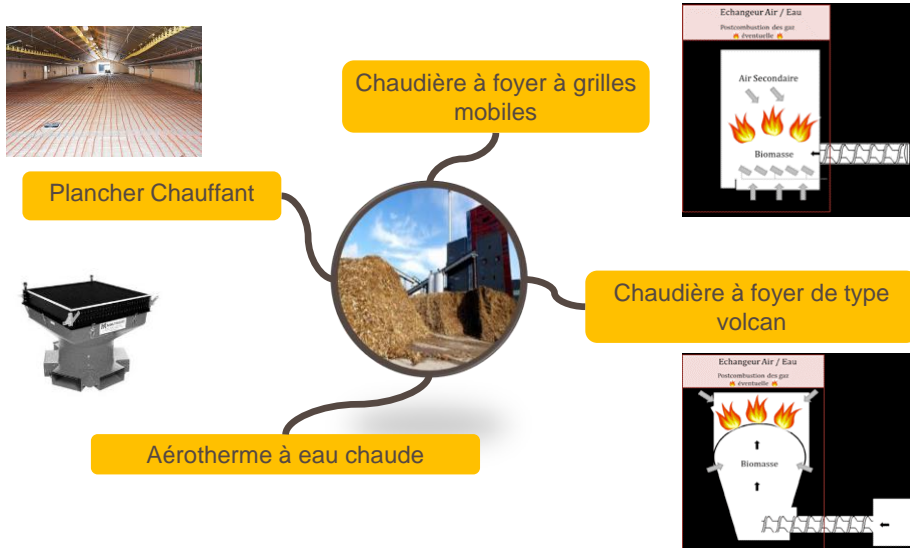 Echangeur Air / Eau
Postcombustion des gaz
éventuelle
Air Secondaire
Biomasse
Chaudière à foyer à grilles
mobiles
Plancher Chauffant
Chaudière à foyer de type
volcan
Echangeur Air / Eau
Postcombustion des gaz
éventuelle
Biomasse
Aérotherme à eau chaude